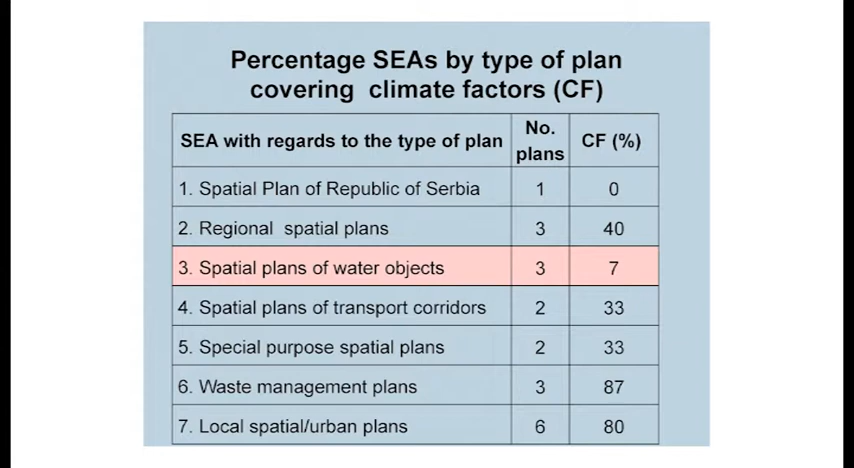 Percentage SEAs by type of plan
covering climate factors (CF)
SEA with regards to the type of plan No. plans CF (%)
1. Spatial Plan of Republic of Serbia 1 0
2. Regional spatial plans 3 40
3. Spatial plans of water objects 3 7
4. Spatial plans of transport corridors 2 33
5. Special purpose spatial plans 2 33
6. Waste management plans 3 87
7. Local spatial/urban plans 6 80